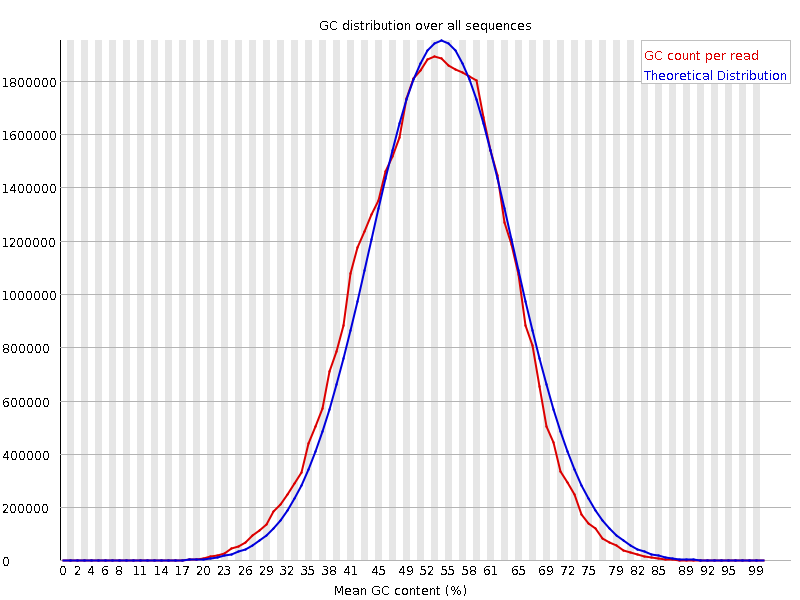 GC distribution over all sequences
GC count per read
Theoretical Distribution
1800000
1600000
1400000
1200000
1000000
800000
600000
400000
200000
0
0 2 4 6 8 11 14 17 20 23 26 29 32 35 38 41 45 49 52 55 58 61 65 69 72 75 79 82 85 89 92 95 99
Mean GC content (%)